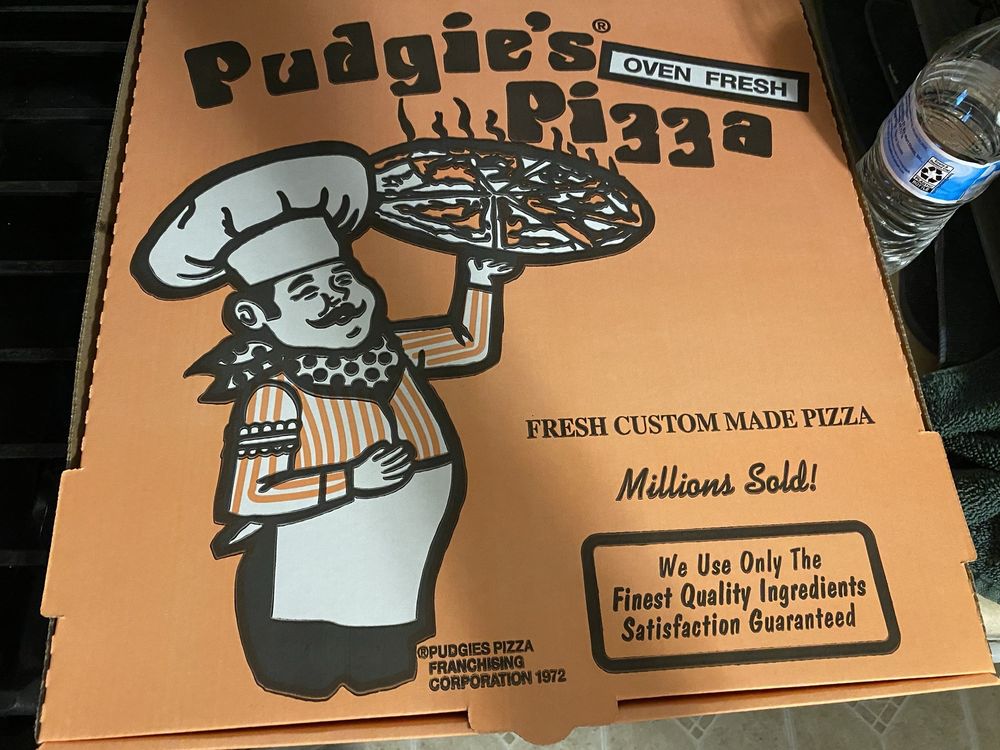 Pudgie's®
OVEN FRESH
Pizza
FRESH CUSTOM MADE PIZZA
Millions Sold!
We Use Only The
Finest Quality Ingredients
Satisfaction Guaranteed
®PUDGIES PIZZA
FRANCHISING
CORPORATION 1972